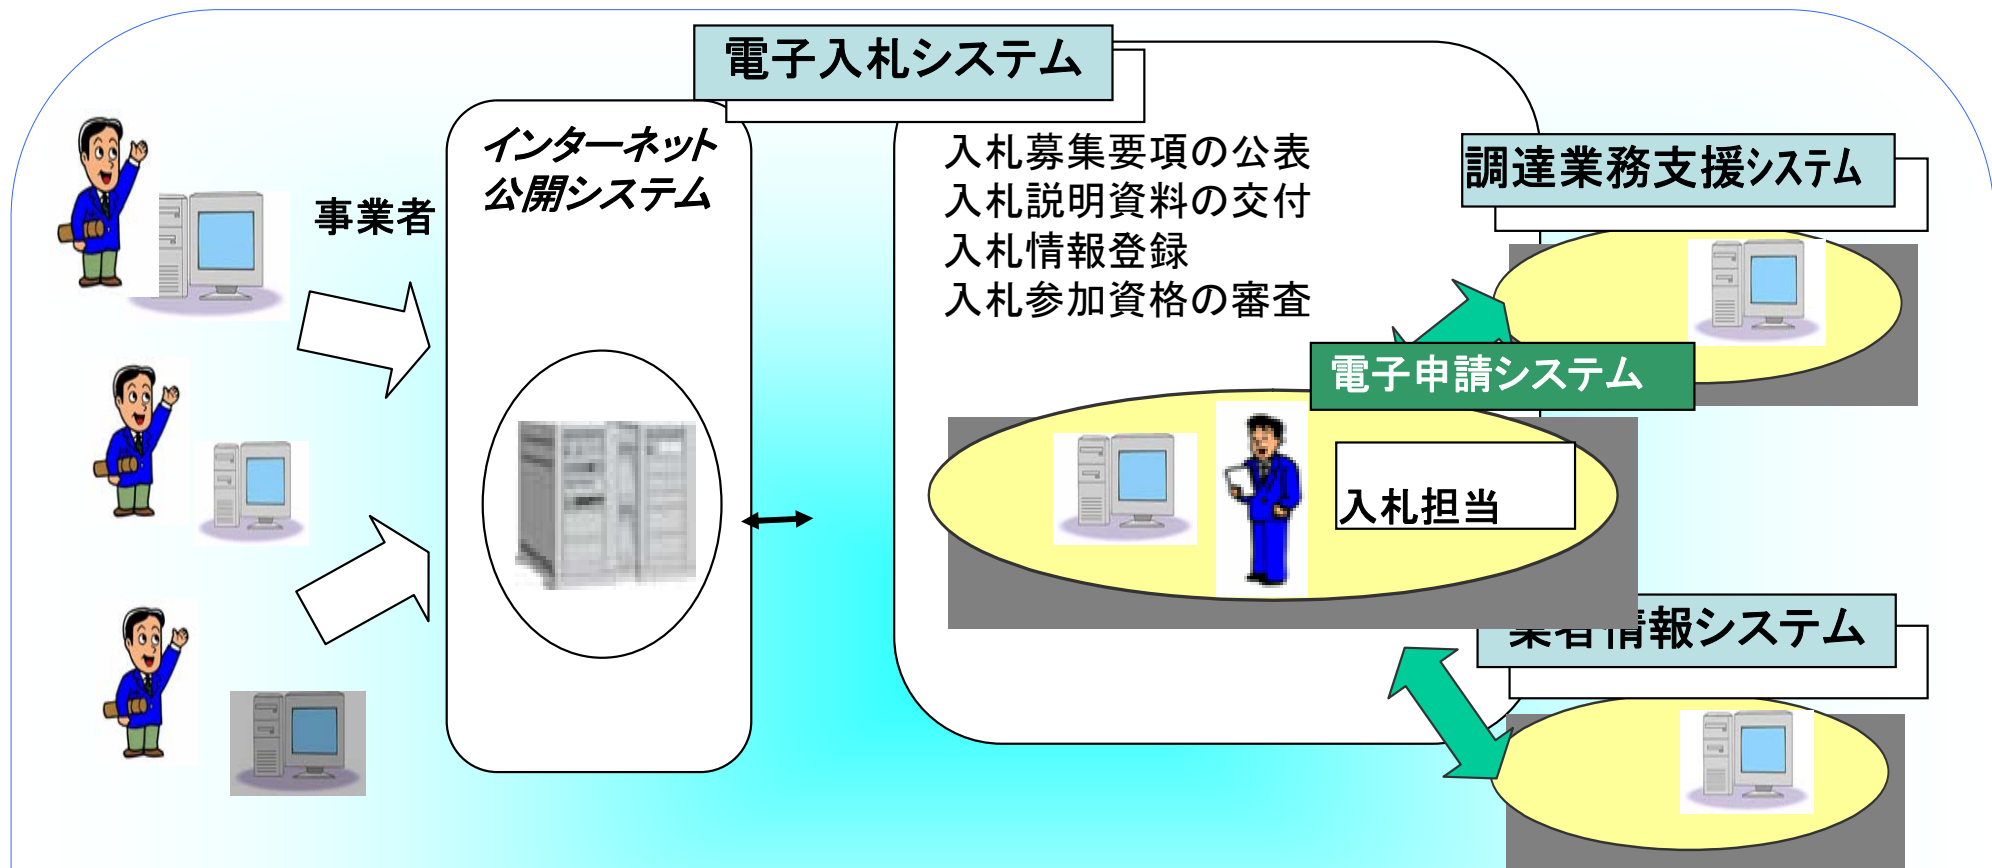 電子入札システム
インターネット
公開システム
事業者
入札募集要項の公表
入札説明資料の交付
入札情報登録
入札参加資格の審査
調達業務支援システム
電子申請システム
入札担当
業者情報システム